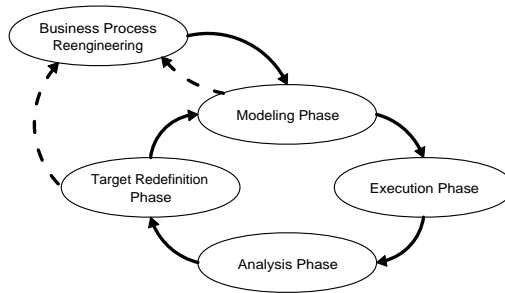 Business Process
Reengineering
Modeling Phase
Target Redefinition
Phase
Execution Phase
Analysis Phase